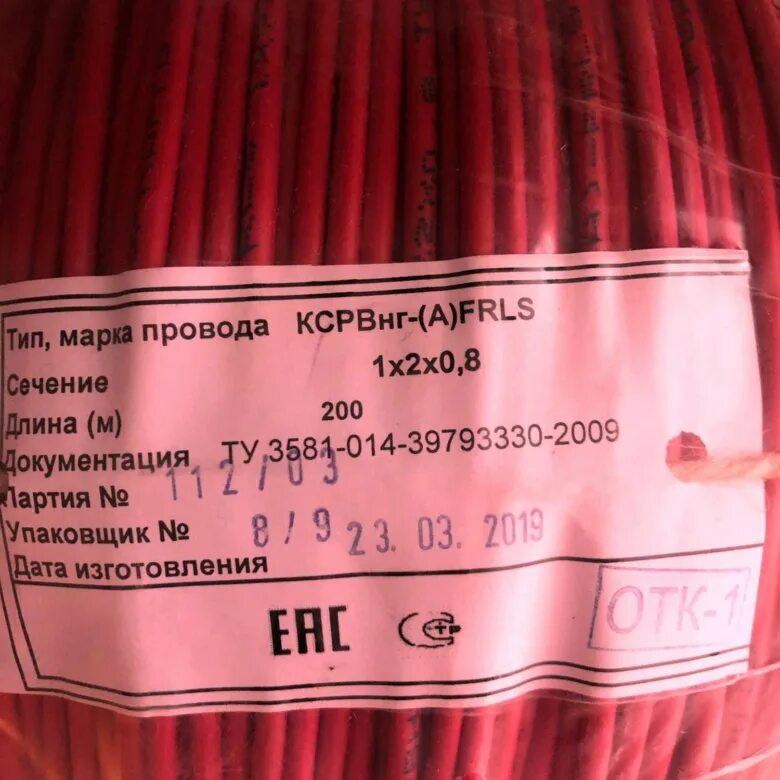 Тип, марка провода КСРВнг-(А)FRLS
Сечение 1х2х0,8
Длина (м) 200
Документация ТУ 3581-014-39793330-2009
Партия № 112/03
Упаковщик № 8/9 23. 03. 2019
Дата изготовления
ЕАС
ОТК-1